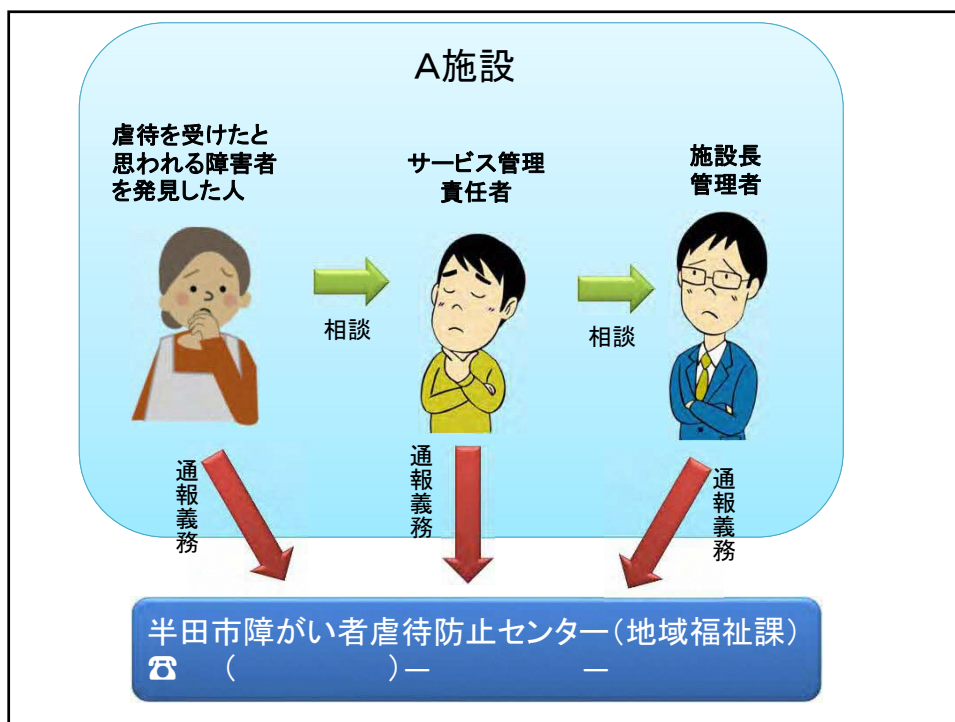 A施設
虐待を受けたと
思われる障害者
を発見した人
サービス管理
責任者
施設長
管理者
相談
相談
通報義務
通報義務
通報義務
半田市障がい者虐待防止センター(地域福祉課)
☎ (　　　　)― ―